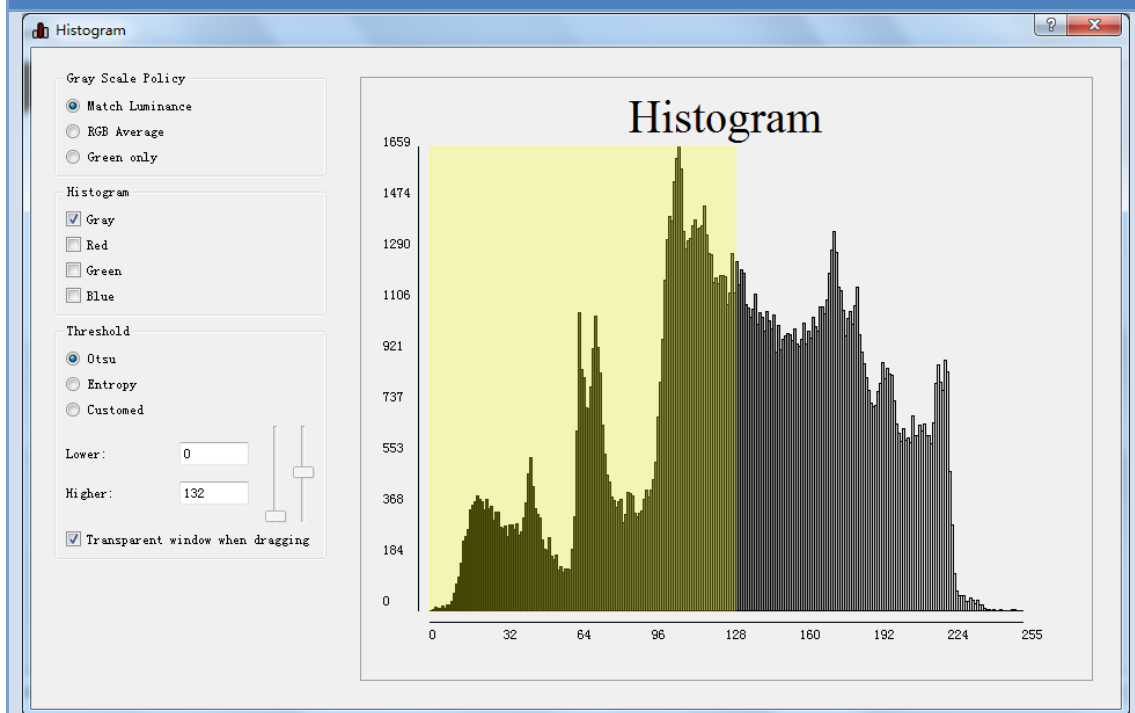 Histogram
Gray Scale Policy
Match Luminance
RGB Average
Green only
Histogram
Gray
Red
Green
Blue
Threshold
Otsu
Entropy
Customed
Lower: 0
Higher: 132
Transparent window when dragging
Histogram
1659
1474
1290
1106
921
737
553
368
184
0
0 32 64 96 128 160 192 224 255